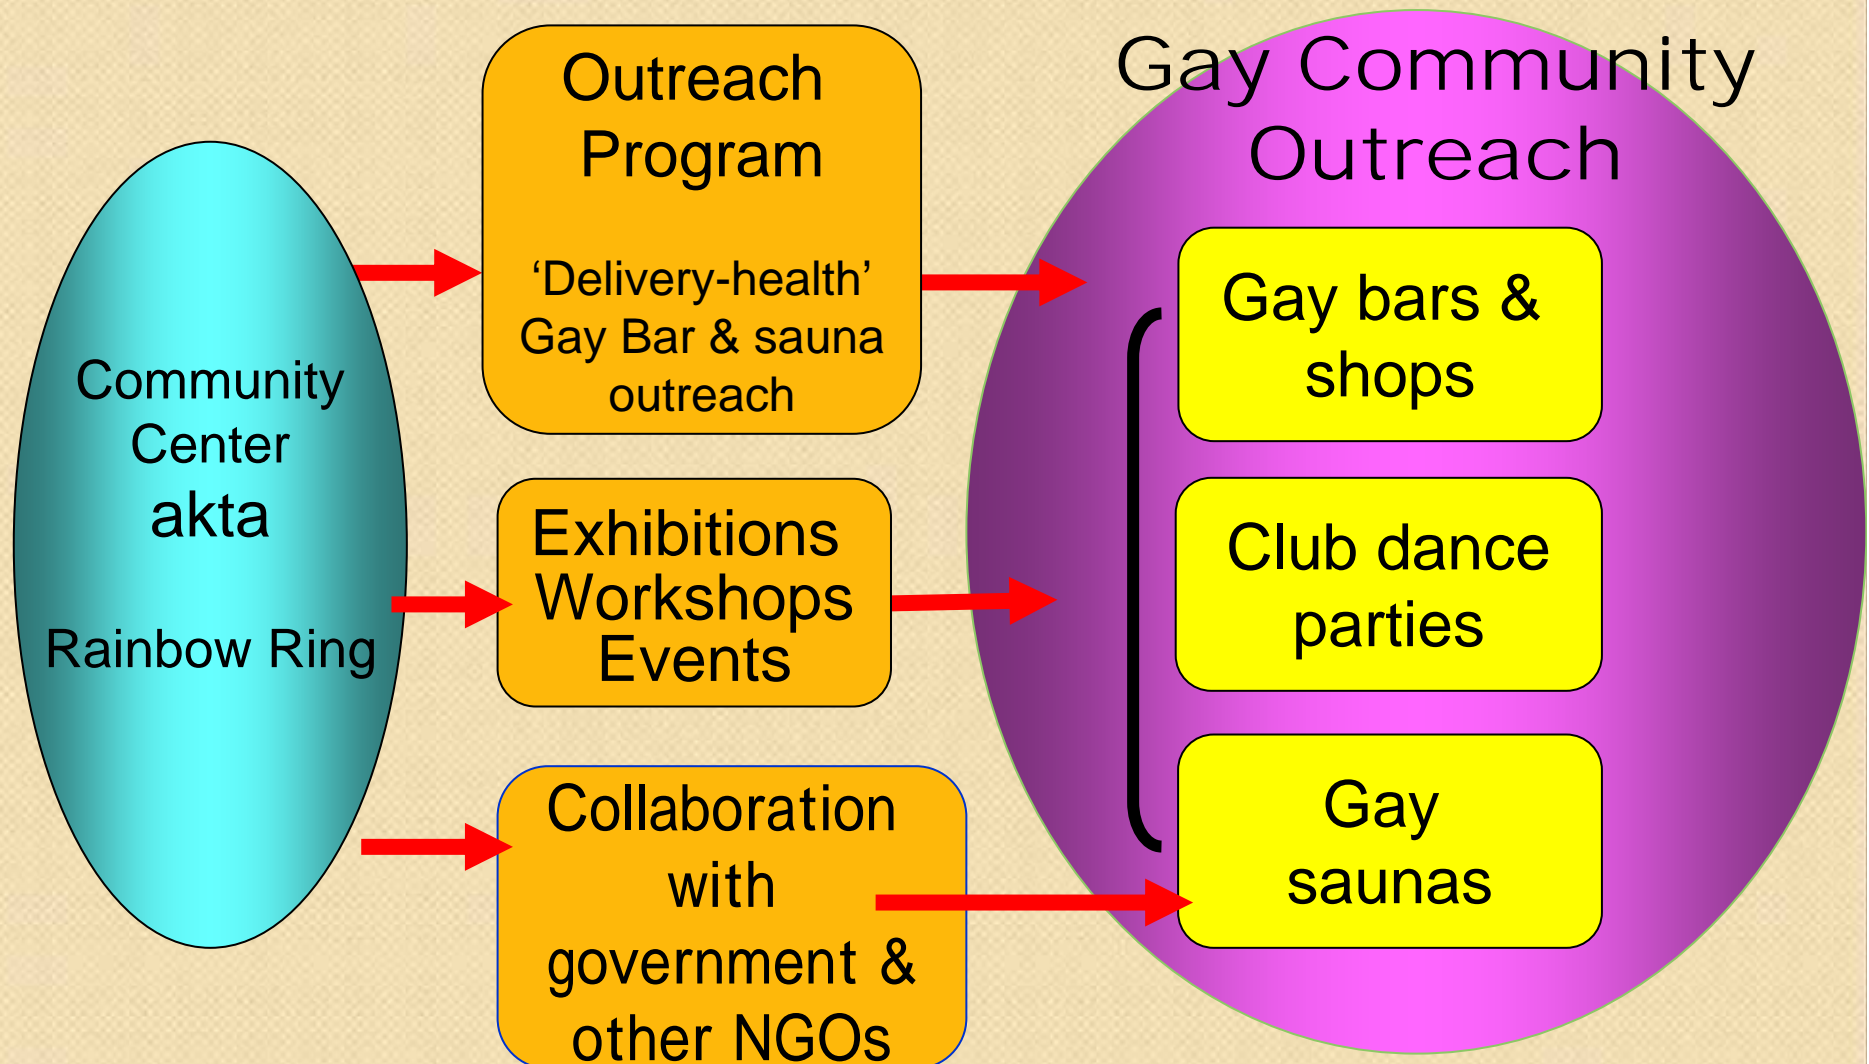 Community
Center
akta
Rainbow Ring
Outreach
Program
‘Delivery-health’
Gay Bar & sauna
outreach
Exhibitions
Workshops
Events
Collaboration
with
government &
other NGOs
Gay Community
Outreach
Gay bars &
shops
Club dance
parties
Gay
saunas